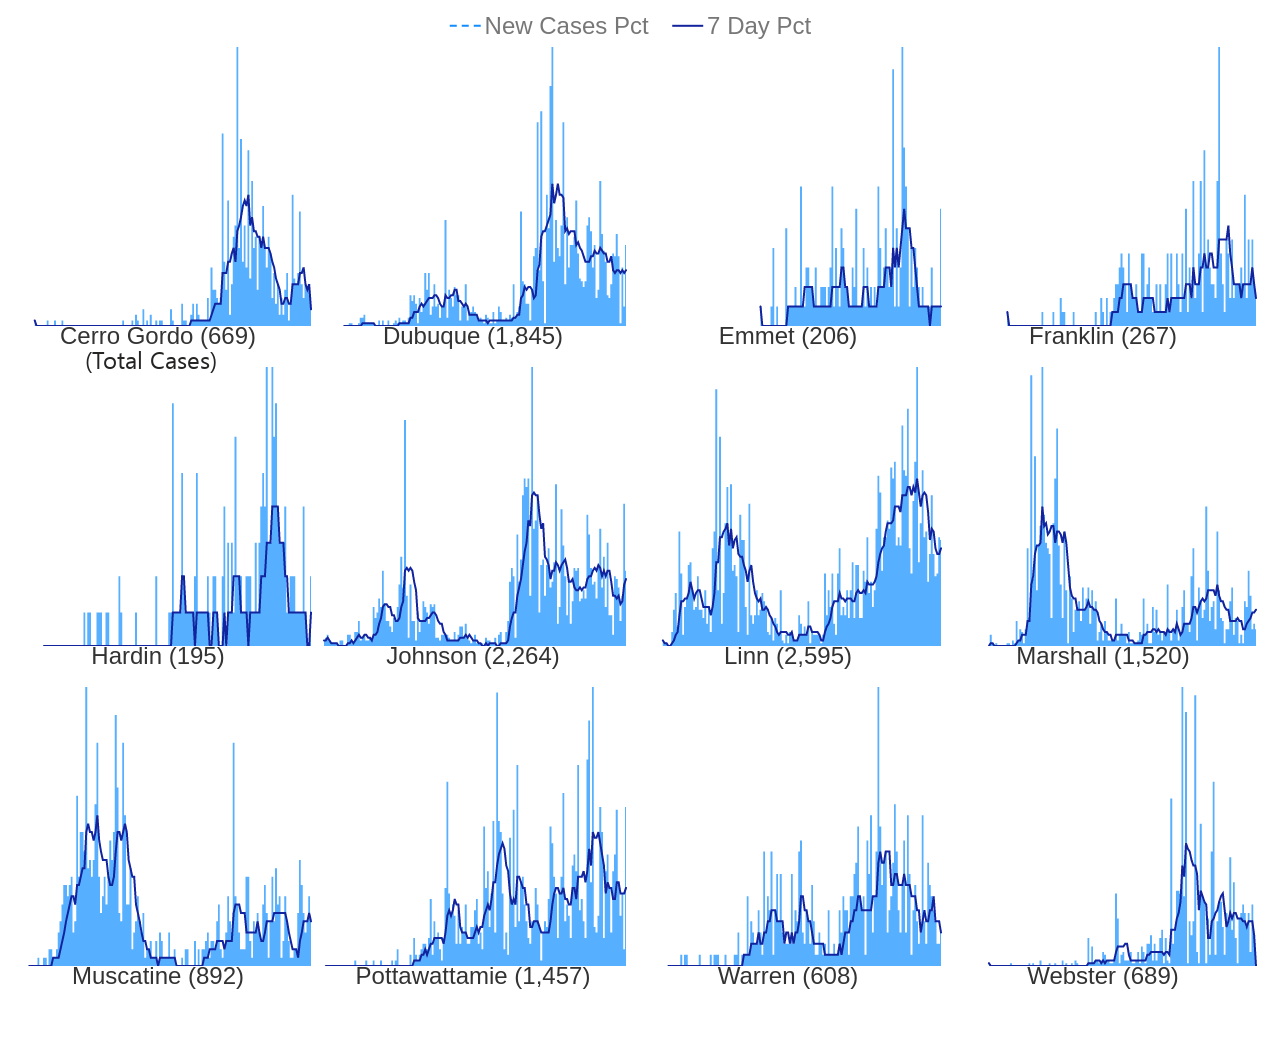 New Cases Pct 7 Day Pct
Cerro Gordo (669) Dubuque (1,845) Emmet (206) Franklin (267)
(Total Cases)
Hardin (195) Johnson (2,264) Linn (2,595) Marshall (1,520)
Muscatine (892) Pottawattamie (1,457) Warren (608) Webster (689)